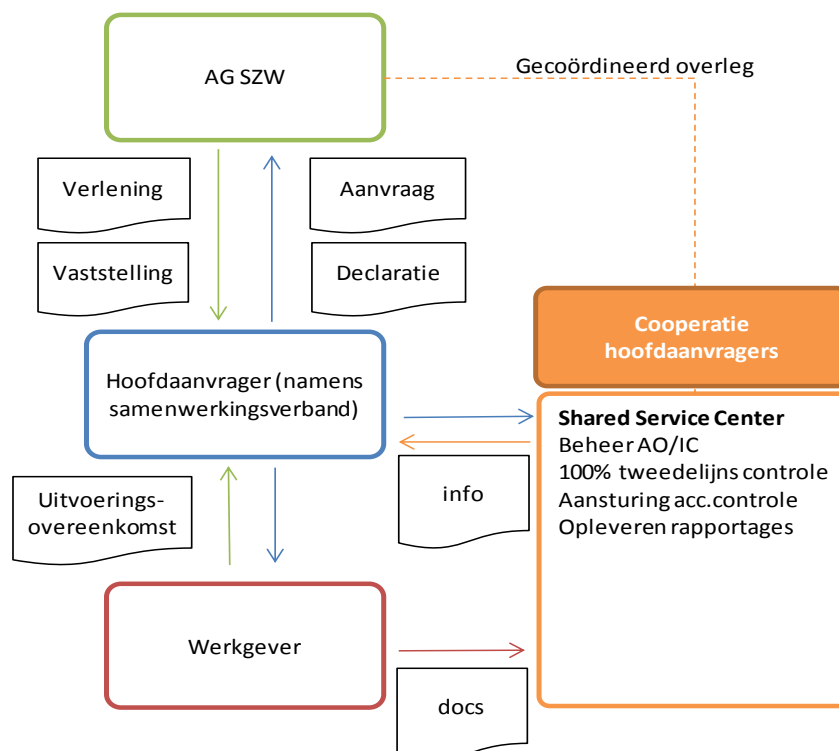 AG SZW
Gecoördineerd overleg
Verlening
Aanvraag
Vaststelling
Declaratie
Cooperatie
hoofdaanvragers
Hoofdaanvrager (namens
samenwerkingsverband)
Shared Service Center
Beheer AO/IC
100% tweedelijns controle
Aansturing acc.controle
Opleveren rapportages
Uitvoerings-
overeenkomst
info
Werkgever
docs